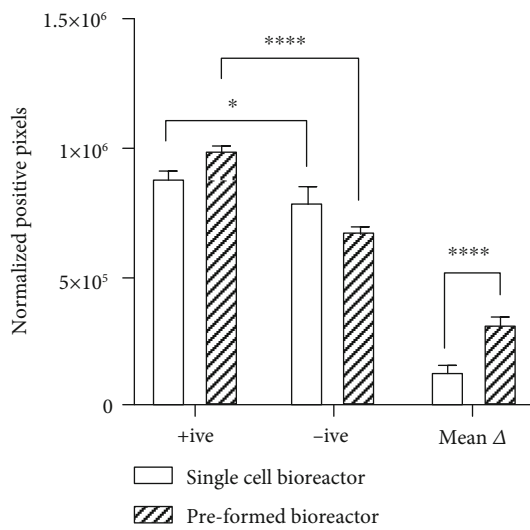 1.5×10⁶
****
*
1×10⁶
****
5×10⁵
0
Normalized positive pixels
+ive –ive Mean Δ
Single cell bioreactor
Pre-formed bioreactor